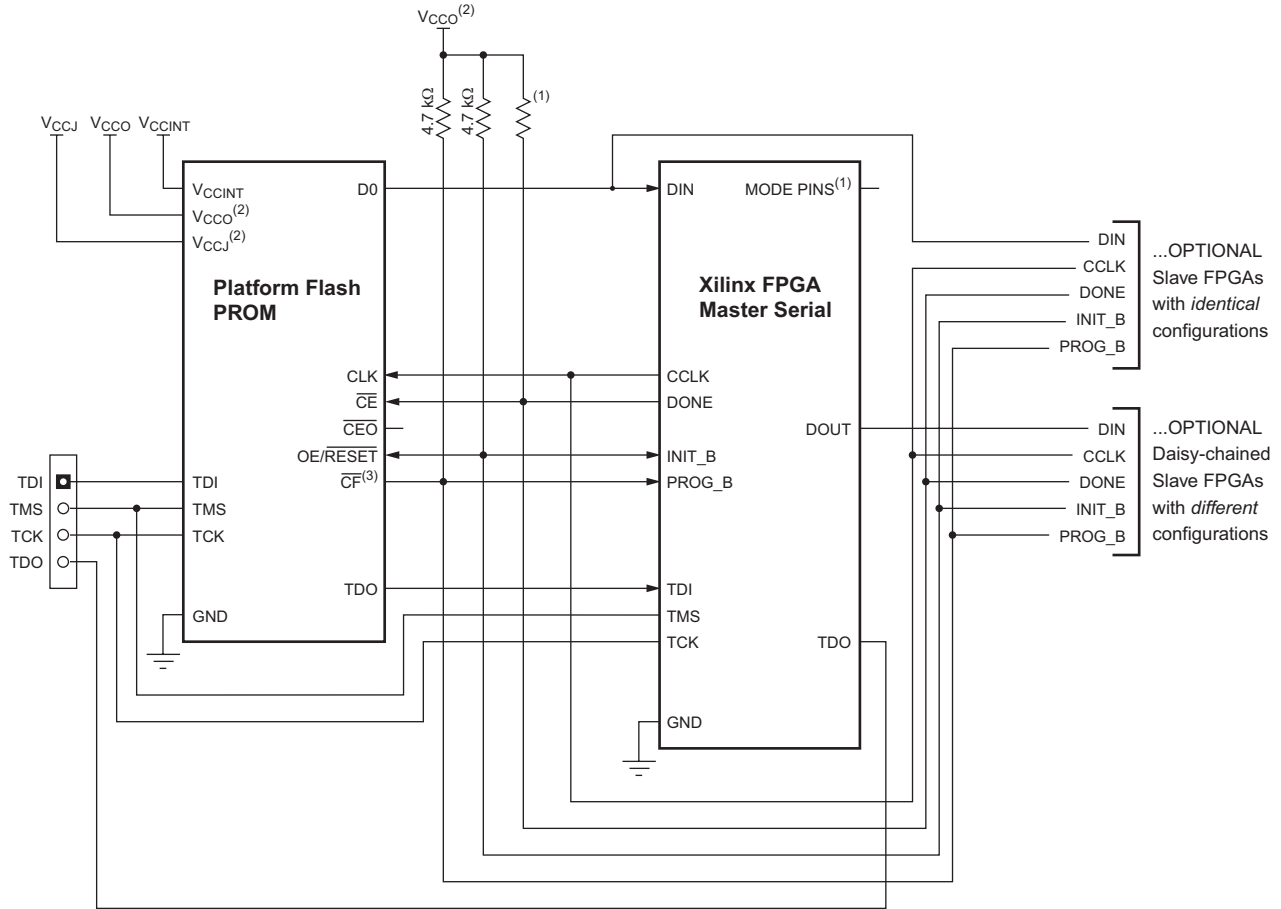 VCCO(2)
4.7 kΩ
4.7 kΩ
(1)
VCCJ VCCO VCCINT
VCCINT
VCCO(2)
VCCJ(2)
D0
Platform Flash
PROM
CLK
CE
CEO
OE/RESET
CF(3)
TDI
TMS
TCK
TDO
GND
TDI
TMS
TCK
TDO
DIN
MODE PINS(1)
Xilinx FPGA
Master Serial
CCLK
DONE
DOUT
INIT_B
PROG_B
TDI
TMS
TCK
TDO
GND
DIN
CCLK
DONE
INIT_B
PROG_B
...OPTIONAL
Slave FPGAs
with identical
configurations
DIN
CCLK
DONE
INIT_B
PROG_B
...OPTIONAL
Daisy-chained
Slave FPGAs
with different
configurations